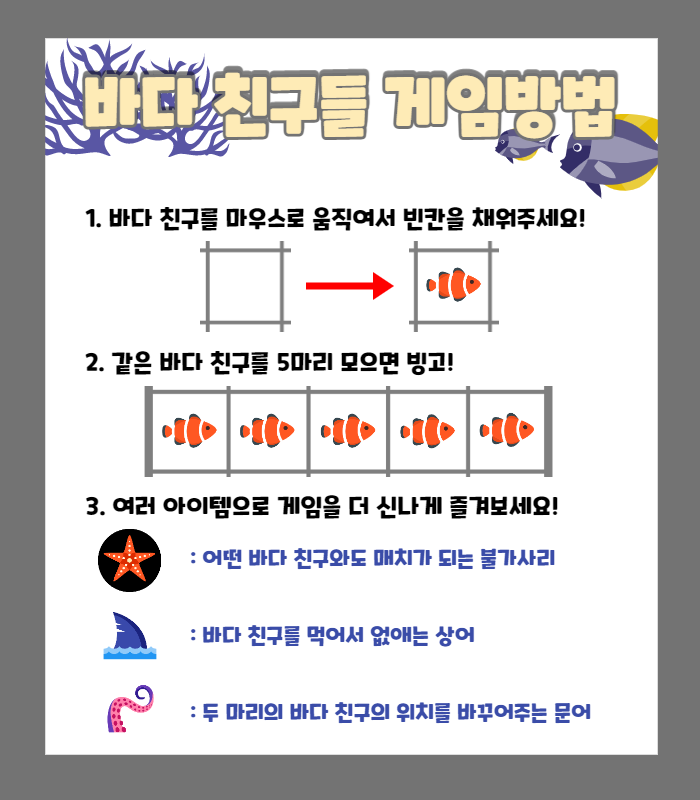 바다 친구들 게임방법
1. 바다 친구를 마우스로 움직여서 빈칸을 채워주세요!
2. 같은 바다 친구를 5마리 모으면 빙고!
3. 여러 아이템으로 게임을 더 신나게 즐겨보세요!
: 어떤 바다 친구와도 매치가 되는 불가사리
: 바다 친구를 먹어서 없애는 상어
: 두 마리의 바다 친구의 위치를 바꾸어주는 문어